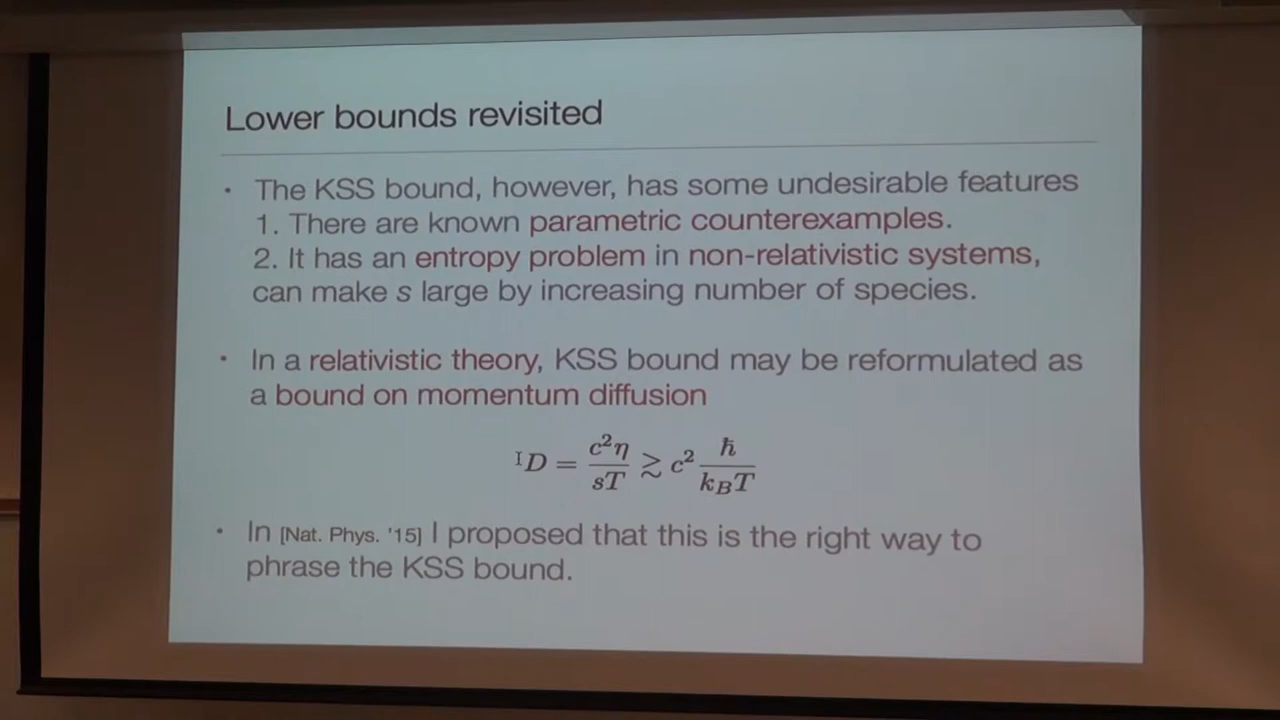 Lower bounds revisited
• The KSS bound, however, has some undesirable features
1. There are known parametric counterexamples.
2. It has an entropy problem in non-relativistic systems,
can make s large by increasing number of species.
• In a relativistic theory, KSS bound may be reformulated as
a bound on momentum diffusion
D = c²η/sT ≳ c² ħ/k_BT
• In [Nat. Phys. '15] I proposed that this is the right way to
phrase the KSS bound.